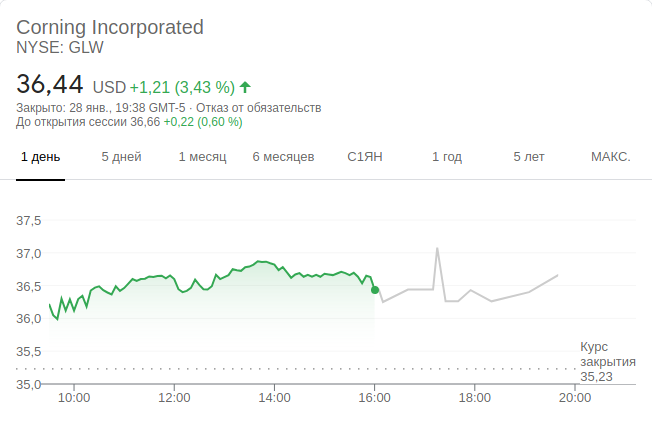 Corning Incorporated
NYSE: GLW
36,44 USD +1,21 (3,43 %)
Закрыто: 28 янв., 19:38 GMT-5 · Отказ от обязательств
До открытия сессии 36,66 +0,22 (0,60 %)
1 день 5 дней 1 месяц 6 месяцев С1ЯН 1 год 5 лет МАКС.
37,5
37,0
36,5
36,0
35,5
35,0
Курс
закрытия
35,23
10:00 12:00 14:00 16:00 18:00 20:00